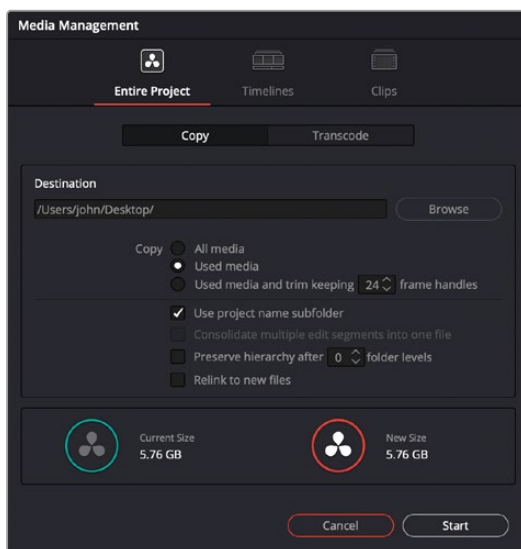 Media Management
Entire Project Timelines Clips
Copy Transcode
Destination
/Users/john/Desktop/ Browse
Copy All media
Used media
Used media and trim keeping 24 frame handles
Use project name subfolder
Consolidate multiple edit segments into one file
Preserve hierarchy after 0 folder levels
Relink to new files
Current Size New Size
5.76 GB 5.76 GB
Cancel Start